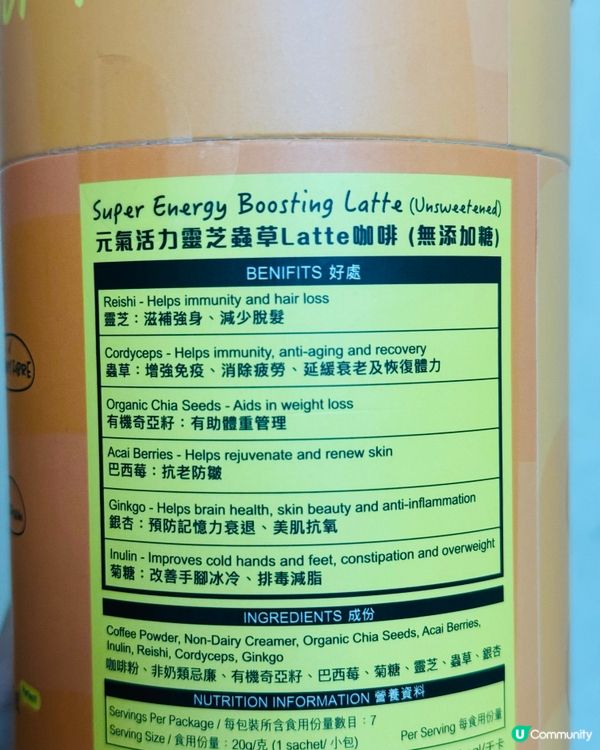 Super Energy Boosting Latte (Unsweetened)
元氣活力靈芝蟲草Latte咖啡 (無添加糖)
BENIFITS 好處
Reishi - Helps immunity and hair loss
靈芝：滋補強身、減少脫髮
Cordyceps - Helps immunity, anti-aging and recovery
蟲草：增強免疫、消除疲勞、延緩衰老及恢復體力
Organic Chia Seeds - Aids in weight loss
有機奇亞籽：有助體重管理
Acai Berries - Helps rejuvenate and renew skin
巴西莓：抗老防皺
Ginkgo - Helps brain health, skin beauty and anti-inflammation
銀杏：預防記憶力衰退、美肌抗氧
Inulin - Improves cold hands and feet, constipation and overweight
菊糖：改善手腳冰冷、排毒減脂
INGREDIENTS 成份
Coffee Powder, Non-Dairy Creamer, Organic Chia Seeds, Acai Berries,
Inulin, Reishi, Cordyceps, Ginkgo
咖啡粉、非奶類忌廉、有機奇亞籽、巴西莓、菊糖、靈芝、蟲草、銀杏
NUTRITION INFORMATION 營養資料
Servings Per Package / 每包裝所含食用份量數目：7
Serving Size / 食用份量：20g/克 (1 sachet/ 小包)
Per Serving 每食用份量
U Community